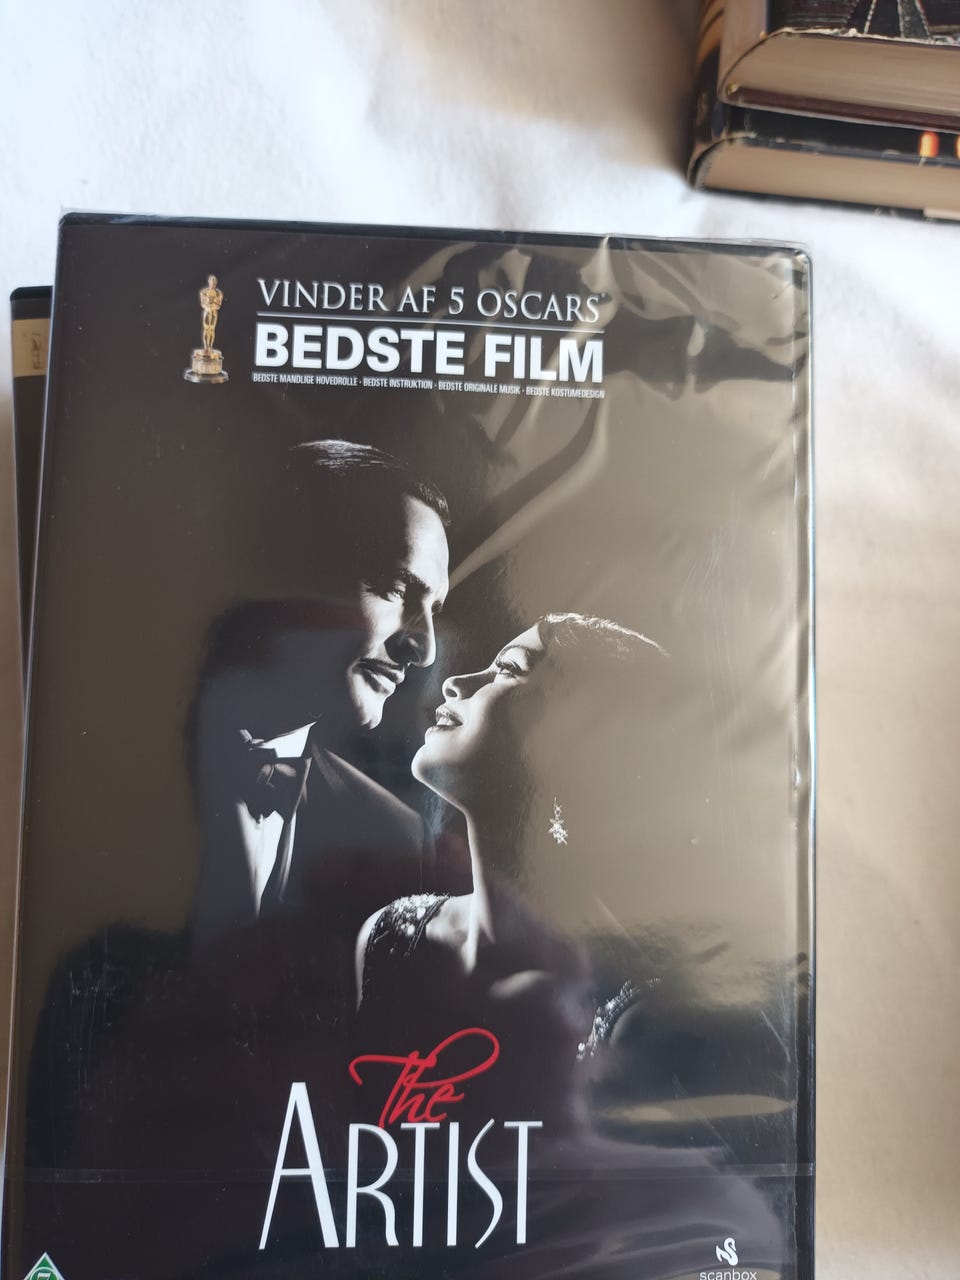 VINDER AF 5 OSCARS
BEDSTE FILM
BEDSTE MANDLIGE HOVEDROLLE · BEDSTE INSTRUKTION · BEDSTE ORIGINALE MUSIK · BEDSTE KOSTUMEDESIGN
The
ARTIST
7
scanbox